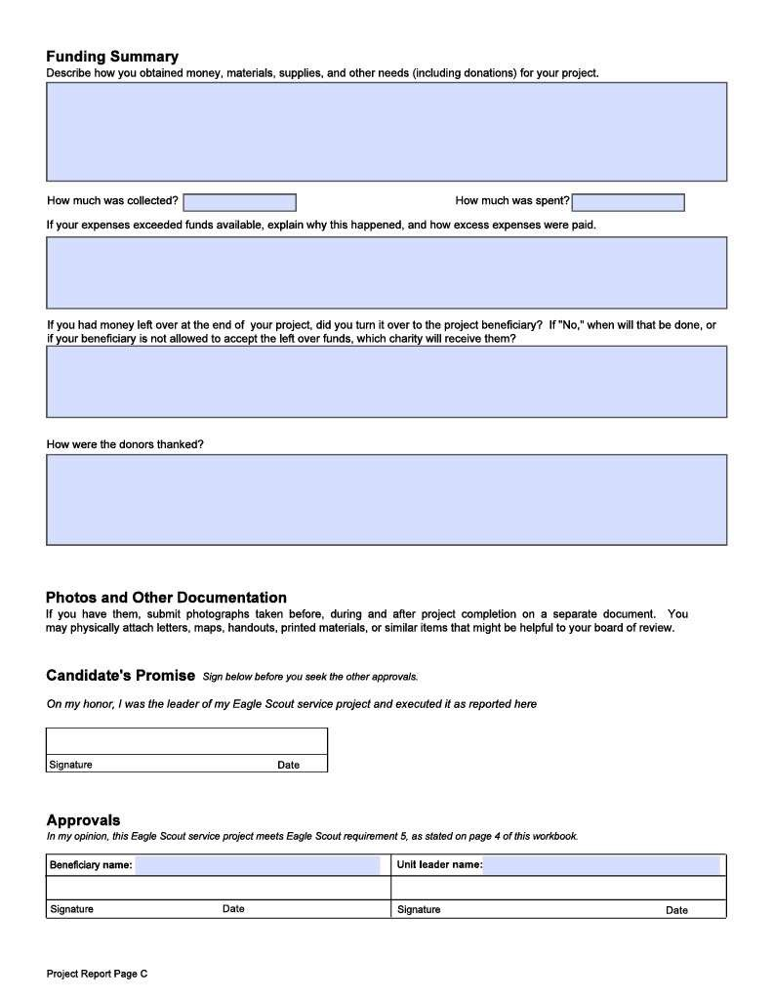 Funding Summary
Describe how you obtained money, materials, supplies, and other needs (including donations) for your project.
How much was collected? How much was spent?
If your expenses exceeded funds available, explain why this happened, and how excess expenses were paid.
If you had money left over at the end of  your project, did you turn it over to the project beneficiary?  If "No," when will that be done, or
if your beneficiary is not allowed to accept the left over funds, which charity will receive them?
How were the donors thanked?
Photos and Other Documentation
If you have them, submit photographs taken before, during and after project completion on a separate document.  You
may physically attach letters, maps, handouts, printed materials, or similar items that might be helpful to your board of review.
Candidate's Promise Sign below before you seek the other approvals.
On my honor, I was the leader of my Eagle Scout service project and executed it as reported here
Signature Date
Approvals
In my opinion, this Eagle Scout service project meets Eagle Scout requirement 5, as stated on page 4 of this workbook.
Beneficiary name: Unit leader name:
Signature Date Signature Date
Project Report Page C